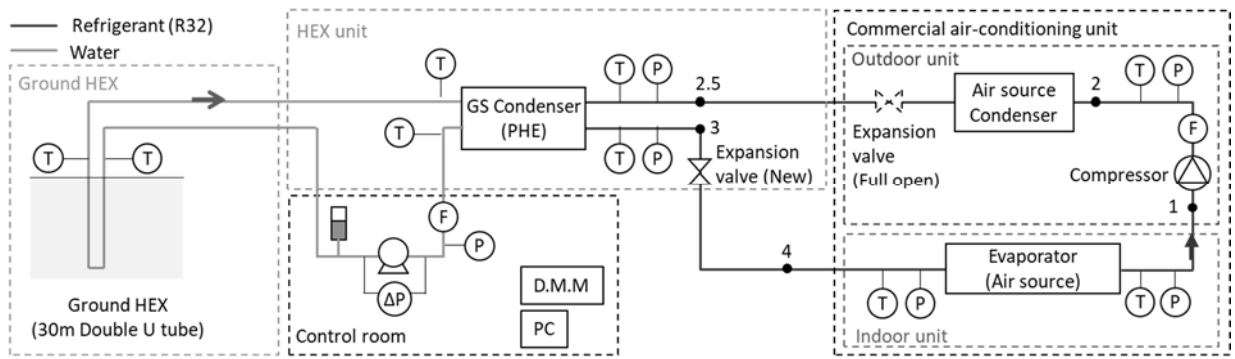 Refrigerant (R32)
Water
Ground HEX
T
T
Ground HEX
(30m Double U tube)
HEX unit
T
T
GS Condenser
(PHE)
T
P
2.5
3
T
P
Expansion
valve (New)
F
P
ΔP
D.M.M
PC
Control room
4
Commercial air-conditioning unit
Outdoor unit
Expansion
valve
(Full open)
Air source
Condenser
2
T
P
F
Compressor
1
T
P
Evaporator
(Air source)
T
P
Indoor unit